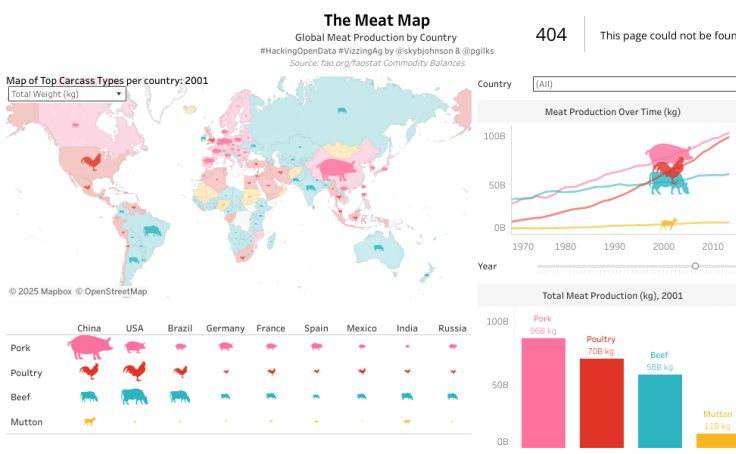 The Meat Map
Global Meat Production by Country
#HackingOpenData #VizzingAg by @skybjohnson & @pgilks
Source: fao.org/faostat Commodity Balances
404
This page could not be foun
Map of Top Carcass Types per country: 2001
Total Weight (kg)
© 2025 Mapbox © OpenStreetMap
Country
(All)
Meat Production Over Time (kg)
100B
50B
0B
1970 1980 1990 2000 2010
Year
China USA Brazil Germany France Spain Mexico India Russia
Pork
Poultry
Beef
Mutton
Total Meat Production (kg), 2001
100B
50B
0B
Pork
86B kg
Poultry
70B kg
Beef
58B kg
Mutton
11B kg